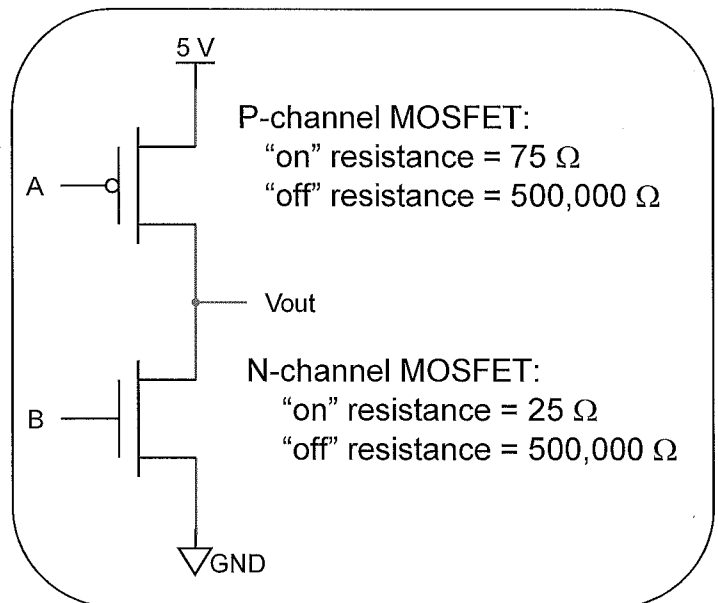 5 V
P-channel MOSFET:
"on" resistance = 75 Ω
"off" resistance = 500,000 Ω
A
Vout
N-channel MOSFET:
"on" resistance = 25 Ω
"off" resistance = 500,000 Ω
B
GND